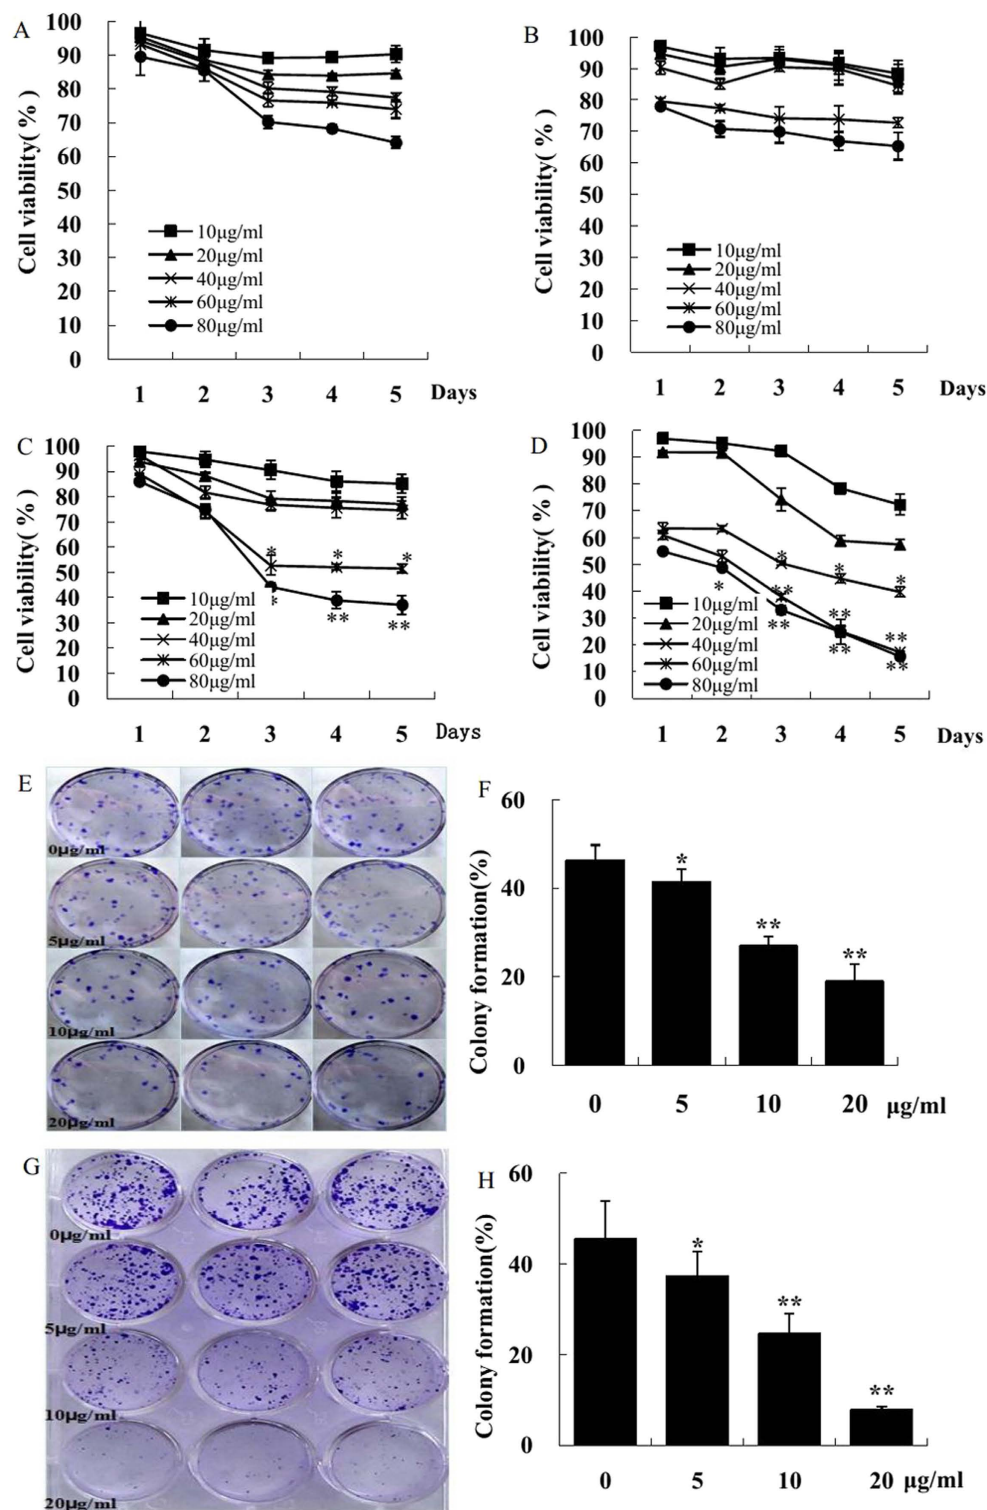 A
Cell viability( % )
100
90
80
70
60
50
40
30
20
10
0
10μg/ml
20μg/ml
40μg/ml
60μg/ml
80μg/ml
1 2 3 4 5 Days
B
Cell viability( % )
100
90
80
70
60
50
40
30
20
10
0
10μg/ml
20μg/ml
40μg/ml
60μg/ml
80μg/ml
1 2 3 4 5 Days
C
Cell viability( % )
100
90
80
70
60
50
40
30
20
10
0
* * *
* ** **
10μg/ml
20μg/ml
40μg/ml
60μg/ml
80μg/ml
1 2 3 4 5 Days
D
Cell viability( % )
100
90
80
70
60
50
40
30
20
10
0
* * *
* ** ** **
** ** **
10μg/ml
20μg/ml
40μg/ml
60μg/ml
80μg/ml
1 2 3 4 5 Days
E
0μg/ml
5μg/ml
10μg/ml
20μg/ml
F
Colony formation(%)
60
40
20
0
* ** **
0 5 10 20 μg/ml
G
0μg/ml
5μg/ml
10μg/ml
20μg/ml
H
Colony formation(%)
60
40
20
0
* ** **
0 5 10 20 μg/ml